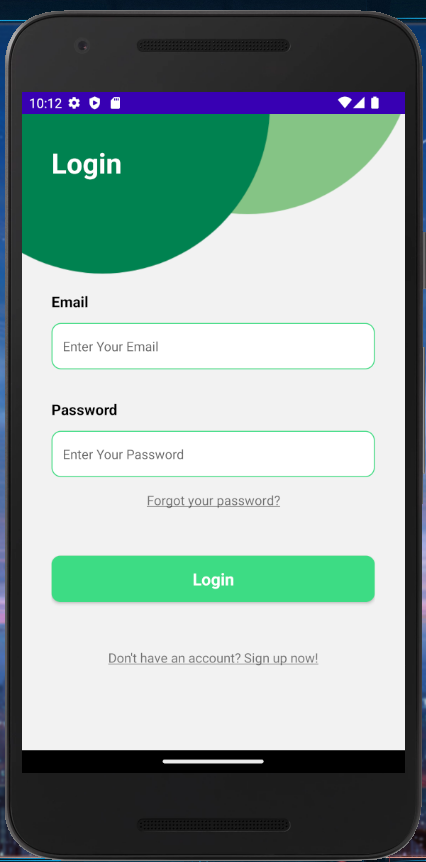 10:12
Login
Email
Enter Your Email
Password
Enter Your Password
Forgot your password?
Login
Don't have an account? Sign up now!